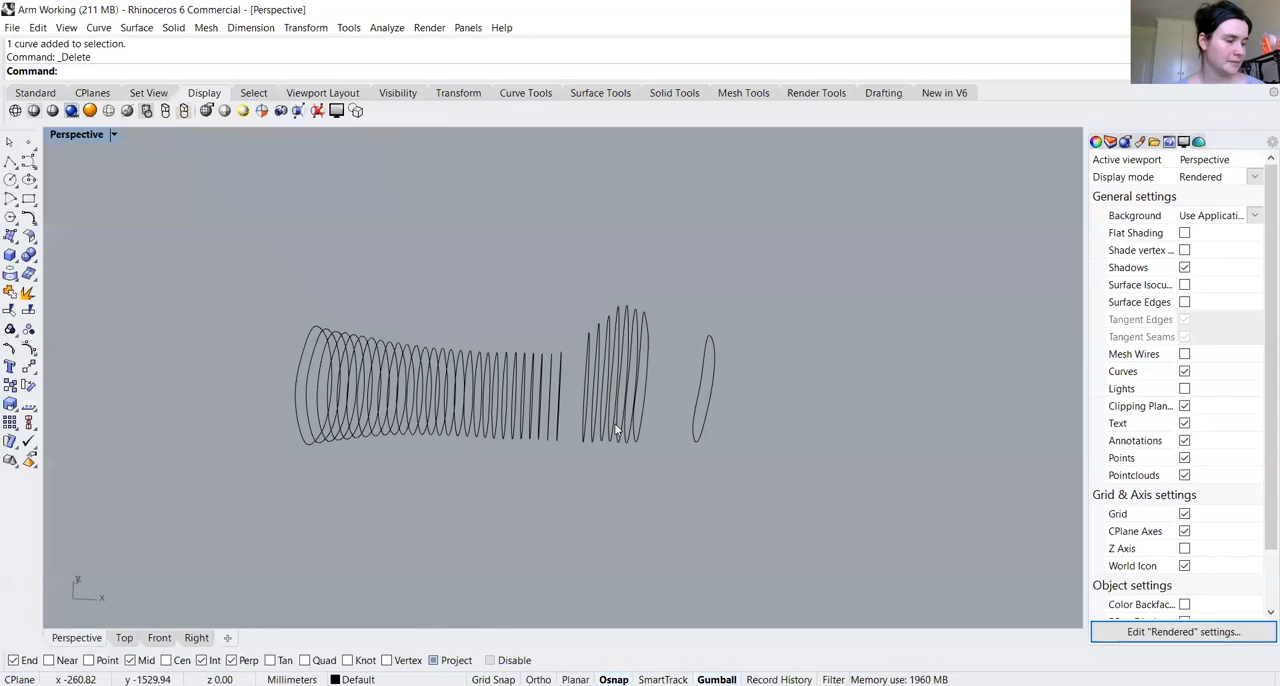 Arm Working (211 MB) - Rhinoceros 6 Commercial - [Perspective]
File Edit View Curve Surface Solid Mesh Dimension Transform Tools Analyze Render Panels Help
1 curve added to selection.
Command: _Delete
Command:
Standard CPlanes Set View Display Select Viewport Layout Visibility Transform Curve Tools Surface Tools Solid Tools Mesh Tools Render Tools Drafting New in V6
Perspective
Active viewport Perspective
Display mode Rendered
General settings
Background Use Applicati...
Flat Shading
Shade vertex ...
Shadows
Surface Isocu...
Surface Edges
Tangent Edges
Tangent Seams
Mesh Wires
Curves
Lights
Clipping Plan...
Text
Annotations
Points
Pointclouds
Grid & Axis settings
Grid
CPlane Axes
Z Axis
World Icon
Object settings
Color Backfac...
Edit "Rendered" settings...
z
x
Perspective Top Front Right
End Near Point Mid Cen Int Perp Tan Quad Knot Vertex Project Disable
CPlane x -260.82 y -1529.94 z 0.00 Millimeters Default Grid Snap Ortho Planar Osnap SmartTrack Gumball Record History Filter Memory use: 1960 MB